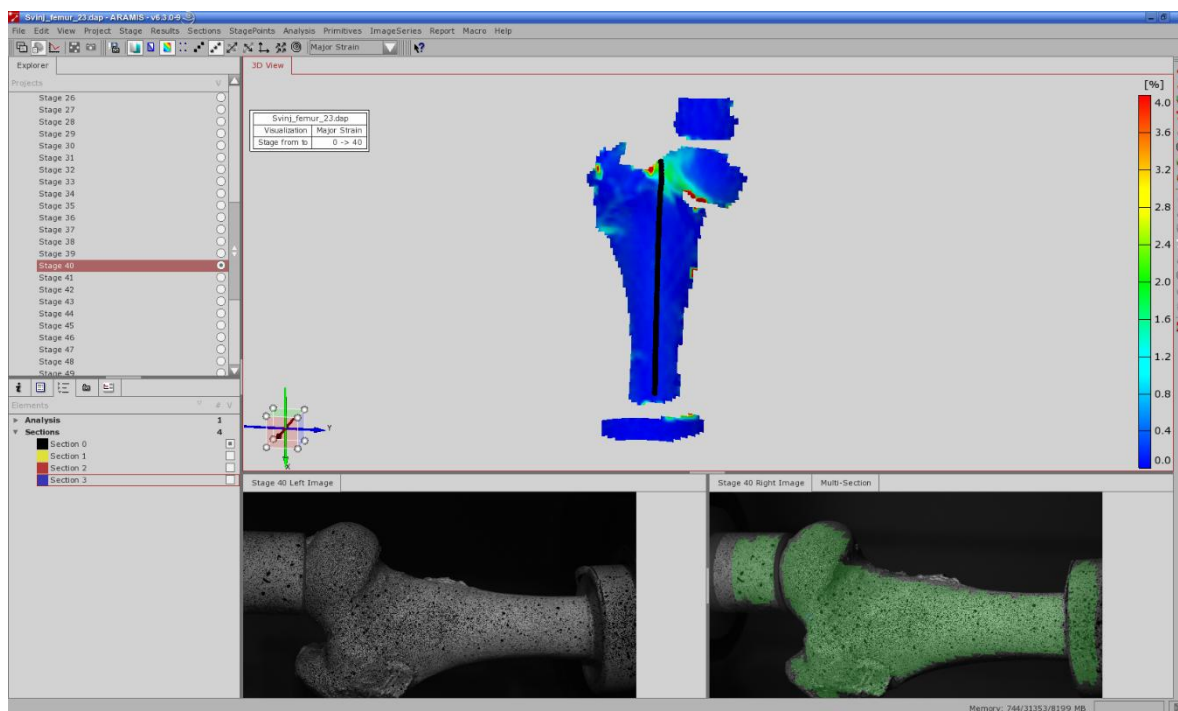 Svinj_femur_23.dap - ARAMIS - v6.3.0-9
File Edit View Project Stage Results Sections StagePoints Analysis Primitives ImageSeries Report Macro Help
Major Strain
Explorer
Projects V
Stage 26
Stage 27
Stage 28
Stage 29
Stage 30
Stage 31
Stage 32
Stage 33
Stage 34
Stage 35
Stage 36
Stage 37
Stage 38
Stage 39
Stage 40
Stage 41
Stage 42
Stage 43
Stage 44
Stage 45
Stage 46
Stage 47
Stage 48
Stage 49
Elements # V
Analysis 1
Sections 4
Section 0
Section 1
Section 2
Section 3
3D View
Svinj_femur_23.dap
Visualization Major Strain
Stage from to 0 -> 40
Y
X
[%]
4.0
3.6
3.2
2.8
2.4
2.0
1.6
1.2
0.8
0.4
0.0
Stage 40 Left Image
Stage 40 Right Image Multi-Section
Memory: 744/31353/8199 MB